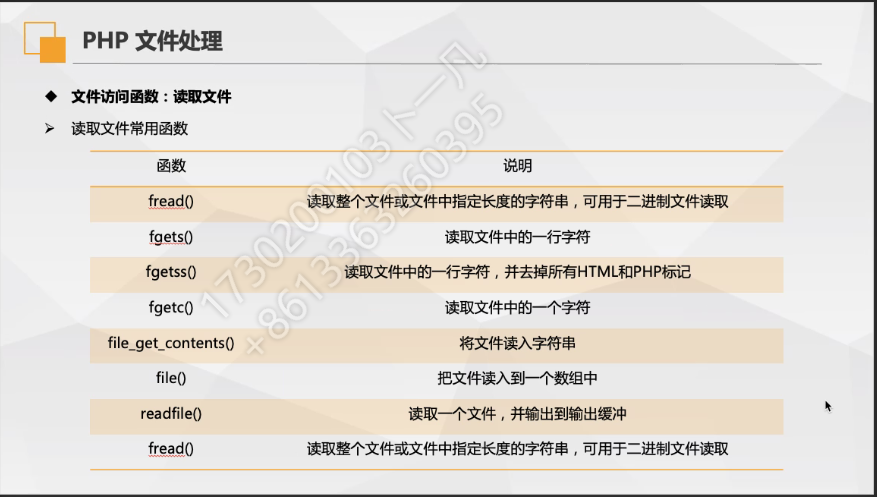 PHP 文件处理
文件访问函数：读取文件
读取文件常用函数
函数 说明
fread() 读取整个文件或文件中指定长度的字符串，可用于二进制文件读取
fgets() 读取文件中的一行字符
fgetss() 读取文件中的一行字符，并去掉所有HTML和PHP标记
fgetc() 读取文件中的一个字符
file_get_contents() 将文件读入字符串
file() 把文件读入到一个数组中
readfile() 读取一个文件，并输出到输出缓冲
fread() 读取整个文件或文件中指定长度的字符串，可用于二进制文件读取
17302000103卜一凡
+8613363260395